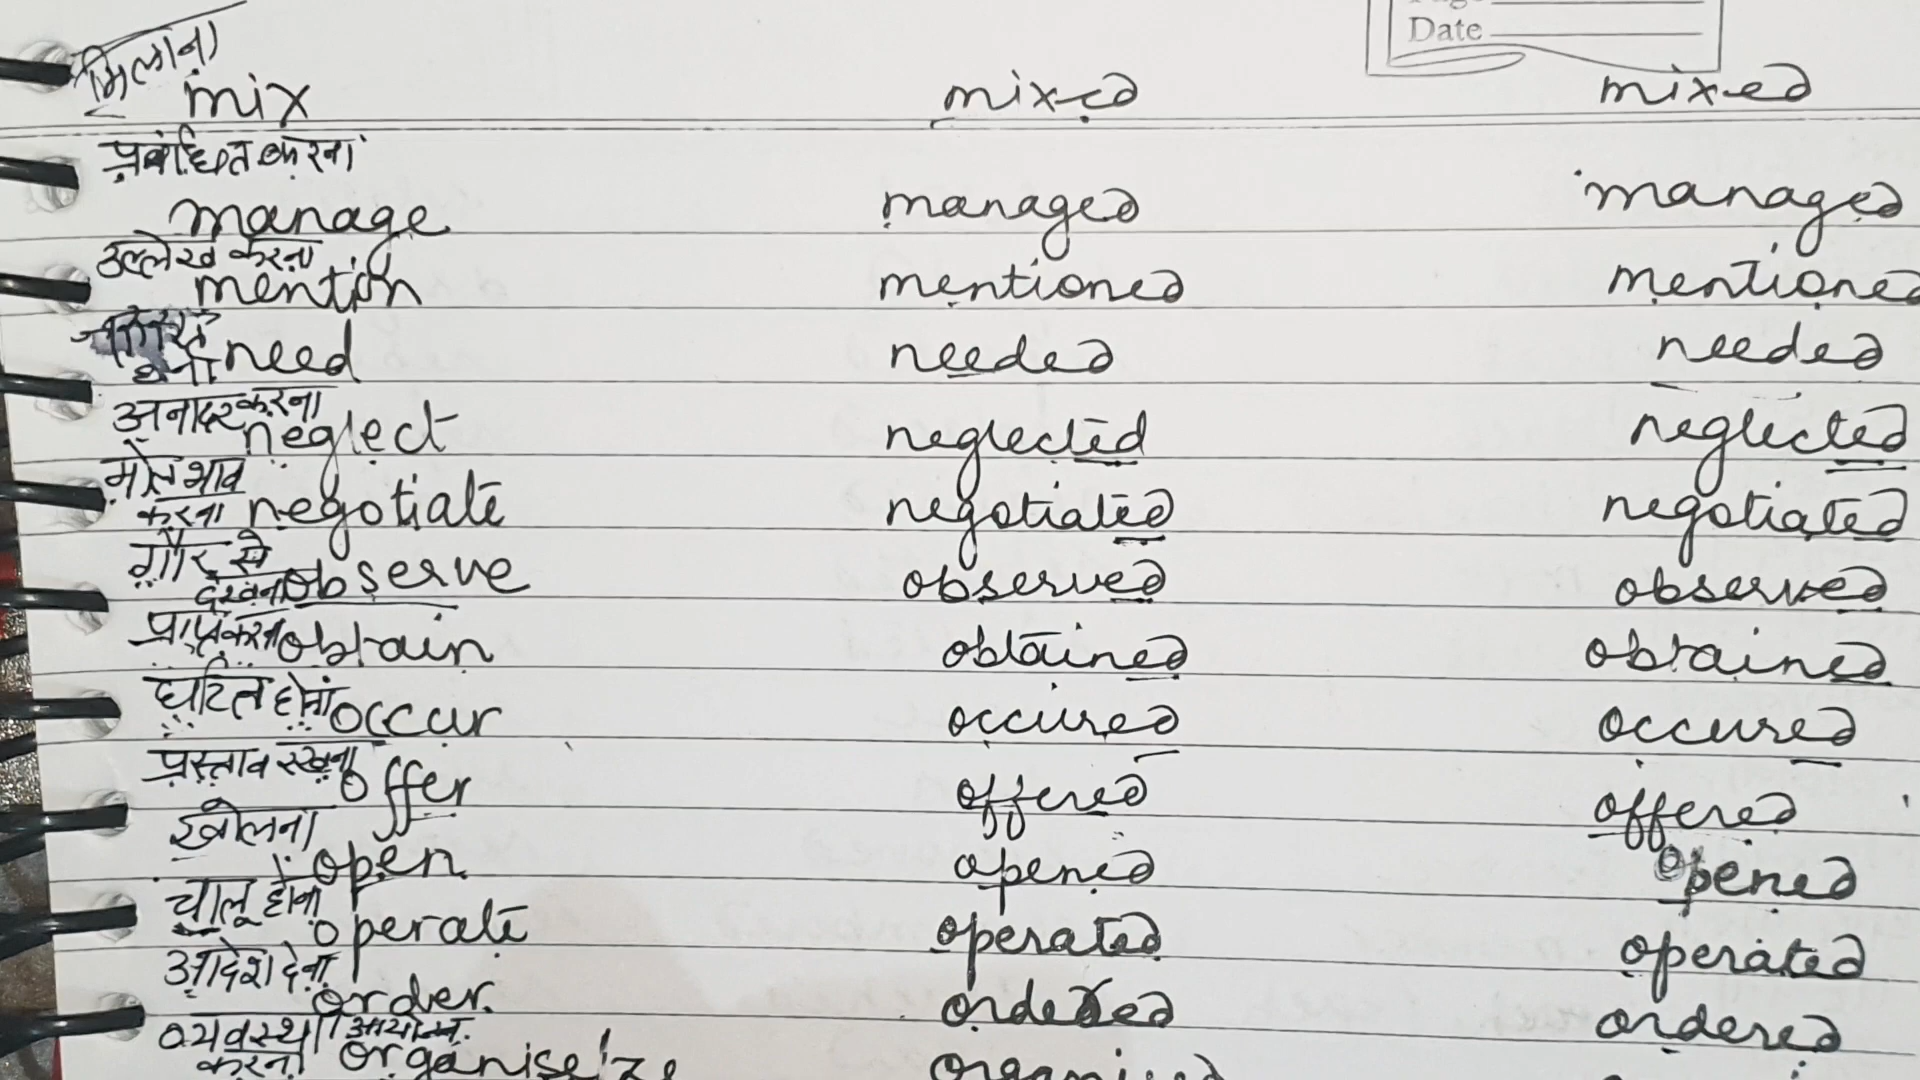 Date
मिलाना
mix mixed mixed
प्रबंधित करना
manage managed managed
उल्लेख करना
mention mentioned mentioned
need needed needed
अनादर करना
neglect neglected neglected
मोल भाव
करना negotiate negotiated negotiated
गौर से
देखना observe observed observed
प्राप्त करना obtain obtained obtained
घटित होना occur occured occured
प्रस्ताव रखना offer offered offered
खोलना
open opened opened
चालू होना
operate operated operated
आदेश देना
order ordered ordered
व्यवस्था
करना organise/ze